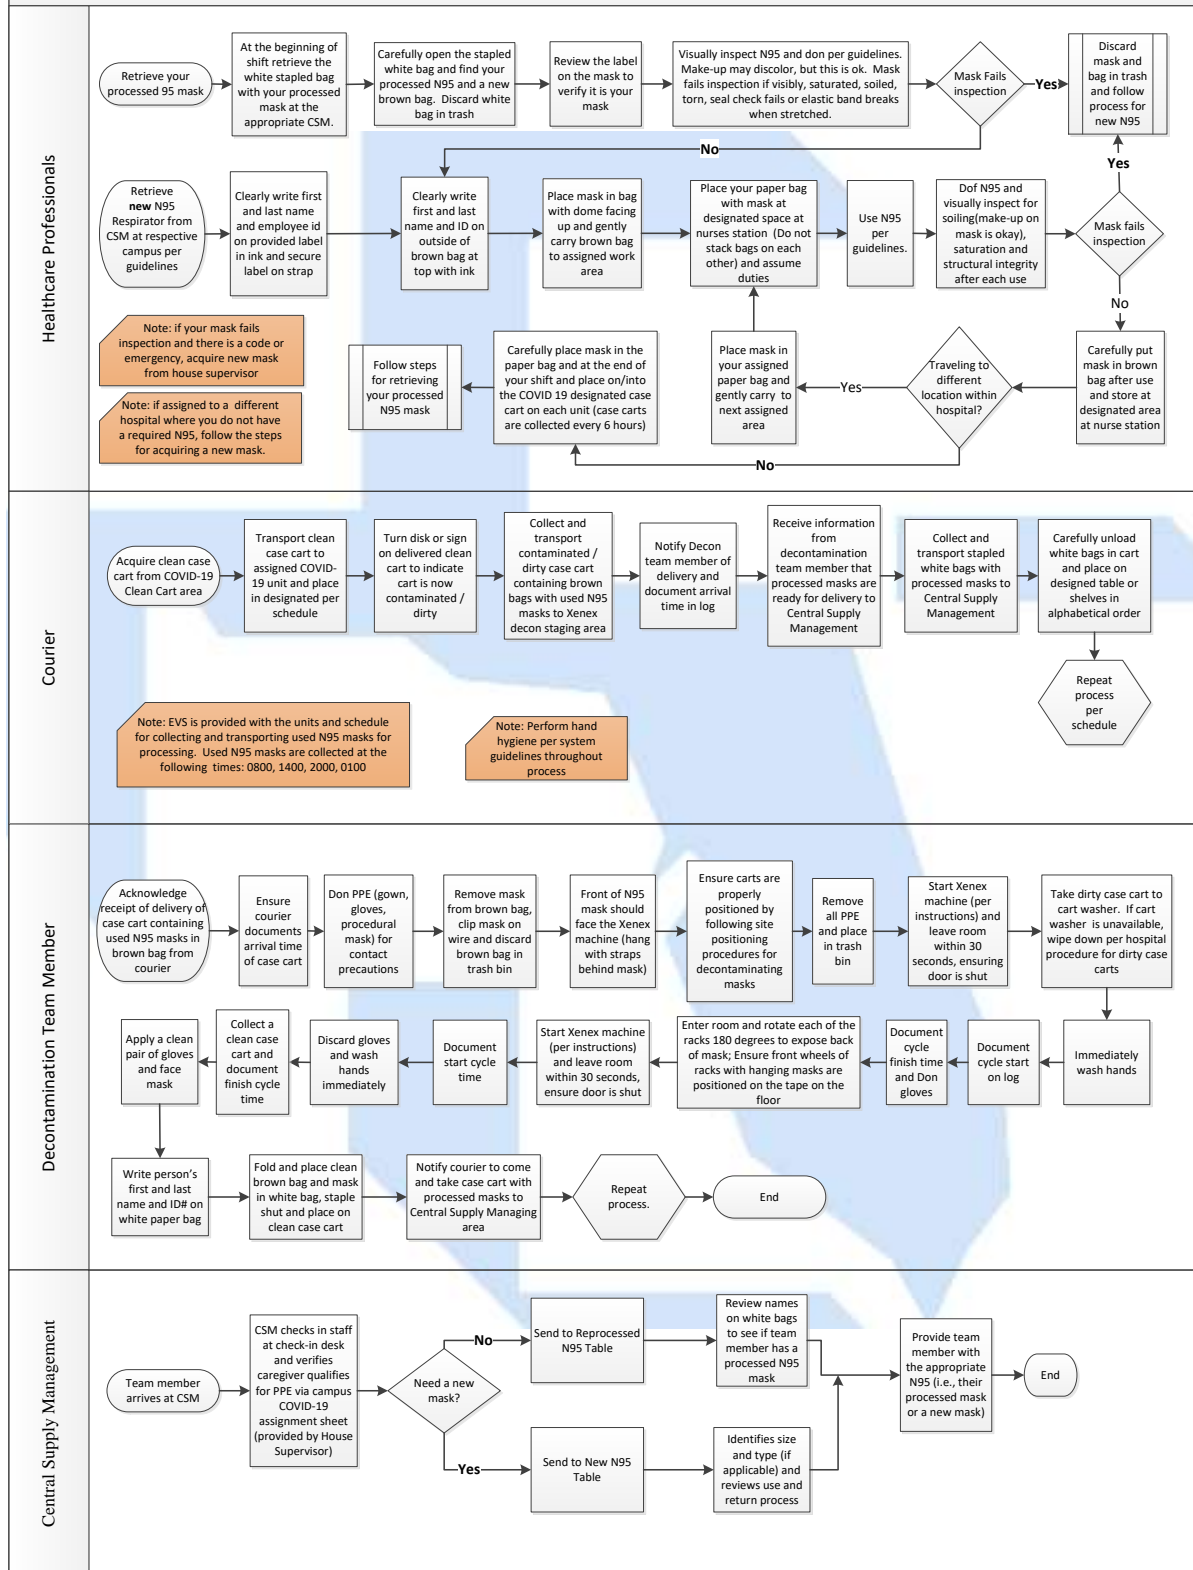 Healthcare Professionals
Retrieve your
processed 95 mask
At the beginning of
shift retrieve the
white stapled bag
with your processed
mask at the
appropriate CSM.
Carefully open the stapled
white bag and find your
processed N95 and a new
brown bag.  Discard white
bag in trash
Review the label
on the mask to
verify it is your
mask
Visually inspect N95 and don per guidelines.
Make-up may discolor, but this is ok.  Mask
fails inspection if visibly, saturated, soiled,
torn, seal check fails or elastic band breaks
when stretched.
Mask Fails
inspection
Yes
Discard
mask and
bag in trash
and follow
process for
new N95
No
Yes
Retrieve
new N95
Respirator from
CSM at respective
campus per
guidelines
Clearly write first
and last name
and employee id
on provided label
in ink and secure
label on strap
Clearly write
first and last
name and ID on
outside of
brown bag at
top with ink
Place mask in bag
with dome facing
up and gently
carry brown bag
to assigned work
area
Place your paper bag
with mask at
designated space at
nurses station  (Do not
stack bags on each
other) and assume
duties
Use N95
per
guidelines.
Dof N95 and
visually inspect for
soiling(make-up on
mask is okay),
saturation and
structural integrity
after each use
Mask fails
inspection
No
Note: if your mask fails
inspection and there is a code or
emergency, acquire new mask
from house supervisor
Note: if assigned to a  different
hospital where you do not have
a required N95, follow the steps
for acquiring a new mask.
Follow steps
for retrieving
your processed
N95 mask
Carefully place mask in the
paper bag and at the end of
your shift and place on/into
the COVID 19 designated case
cart on each unit (case carts
are collected every 6 hours)
Place mask in
your assigned
paper bag and
gently carry  to
next assigned
area
Yes
Traveling to
different
location within
hospital?
Carefully put
mask in brown
bag after use
and store at
designated area
at nurse station
No
Courier
Acquire clean case
cart from COVID-19
Clean Cart area
Transport clean
case cart to
assigned COVID-
19 unit and place
in designated per
schedule
Turn disk or sign
on delivered clean
cart to indicate
cart is now
contaminated /
dirty
Collect and
transport
contaminated /
dirty case cart
containing brown
bags with used N95
masks to Xenex
decon staging area
Notify Decon
team member of
delivery and
document arrival
time in log
Receive information
from
decontamination
team member that
processed masks are
ready for delivery to
Central Supply
Management
Collect and
transport stapled
white bags with
processed masks to
Central Supply
Management
Carefully unload
white bags in cart
and place on
designed table or
shelves in
alphabetical order
Repeat
process
per
schedule
Note: EVS is provided with the units and schedule
for collecting and transporting used N95 masks for
processing.  Used N95 masks are collected at the
following  times: 0800, 1400, 2000, 0100
Note: Perform hand
hygiene per system
guidelines throughout
process
Decontamination Team Member
Acknowledge
receipt of delivery of
case cart containing
used N95 masks in
brown bag from
courier
Ensure
courier
documents
arrival time
of case cart
Don PPE (gown,
gloves,
procedural
mask) for
contact
precautions
Remove mask
from brown bag,
clip mask on
wire and discard
brown bag in
trash bin
Front of N95
mask should
face the Xenex
machine (hang
with straps
behind mask)
Ensure carts are
properly
positioned by
following site
positioning
procedures for
decontaminating
masks
Remove
all PPE and
place in
trash bin
Start Xenex
machine (per
instructions) and
leave room
within 30
seconds, ensuring
door is shut
Take dirty case cart to
cart washer.  If cart
washer is unavailable,
wipe down per hospital
procedure for dirty case
carts
Apply a clean
pair of gloves
and face
mask
Collect a
clean case
cart and
document
finish cycle
time
Discard gloves
and wash
hands
immediately
Document
start cycle
time
Start Xenex machine
(per instructions)
and leave room
within 30 seconds,
ensure door is shut
Enter room and rotate each of the
racks 180 degrees to expose back
of mask; Ensure front wheels of
racks with hanging masks are
positioned on the tape on the
floor
Document
cycle
finish time
and Don
gloves
Document
cycle start
on log
Immediately
wash hands
Write person's
first and last
name and ID# on
white paper bag
Fold and place clean
brown bag and mask
in white bag, staple
shut and place on
clean case cart
Notify courier to come
and take case cart with
processed masks to
Central Supply Managing
area
Repeat
process.
End
Central Supply Management
Team member
arrives at CSM
CSM checks in staff
at check-in desk
and verifies
caregiver qualifies
for PPE via campus
COVID-19
assignment sheet
(provided by House
Supervisor)
Need a new
mask?
No
Send to Reprocessed
N95 Table
Review names
on white bags
to see if team
member has a
processed N95
mask
Provide team
member with
the appropriate
N95 (i.e., their
processed mask
or a new mask)
End
Yes
Send to New N95
Table
Identifies size
and type (if
applicable) and
reviews use and
return process